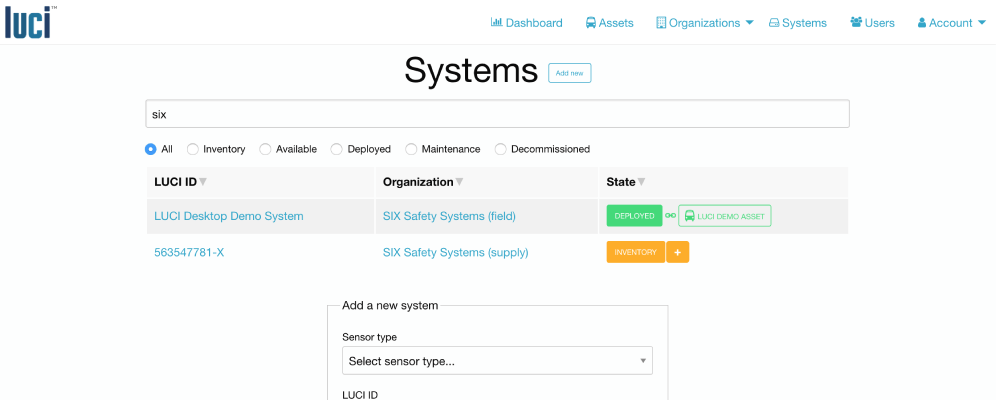 luci™
Dashboard Assets Organizations Systems Users Account
Systems Add new
six
All Inventory Available Deployed Maintenance Decommissioned
LUCI ID Organization State
LUCI Desktop Demo System SIX Safety Systems (field) DEPLOYED LUCI DEMO ASSET
563547781-X SIX Safety Systems (supply) INVENTORY +
Add a new system
Sensor type
Select sensor type...
LUCI ID